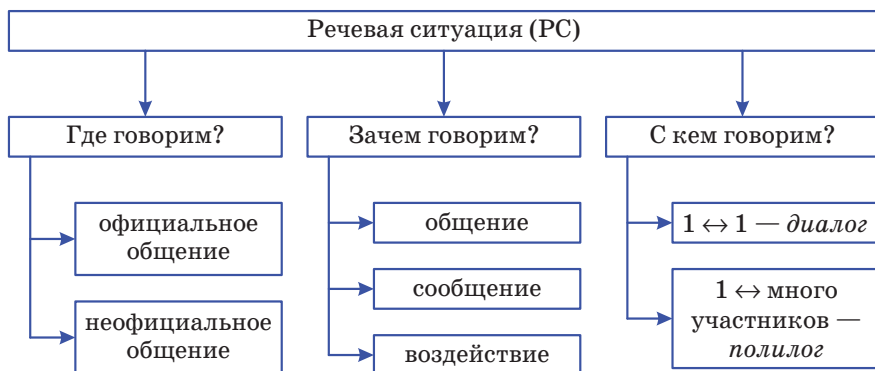 Речевая ситуация (РС)
Где говорим?
официальное
общение
неофициальное
общение
Зачем говорим?
общение
сообщение
воздействие
С кем говорим?
1 ↔ 1 — диалог
1 ↔ много
участников —
полилог